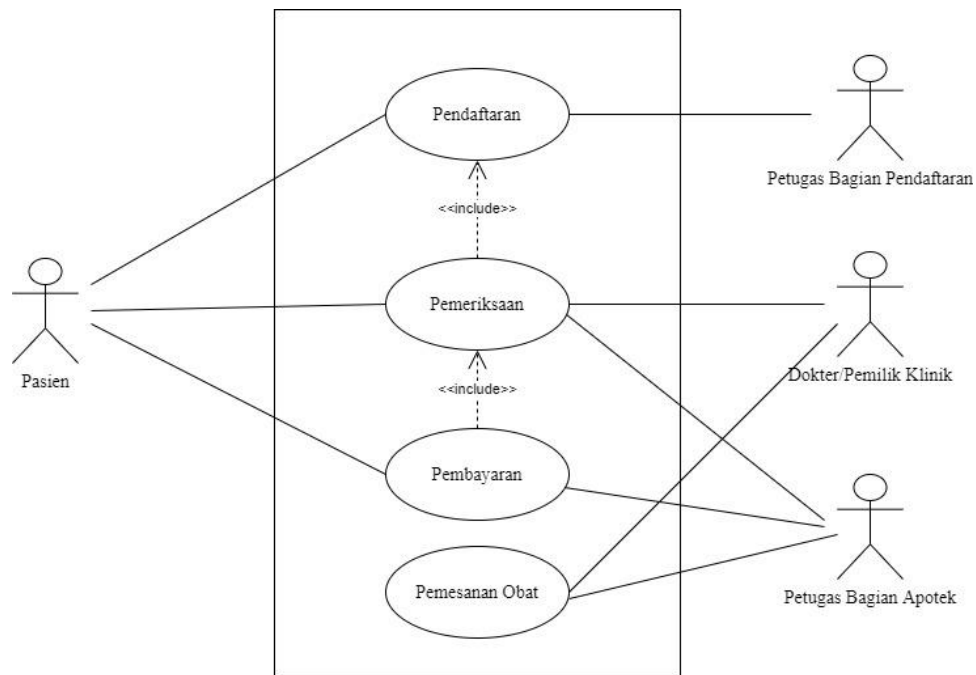 Pendaftaran
Petugas Bagian Pendaftaran
<<include>>
Pemeriksaan
Pasien
Dokter/Pemilik Klinik
<<include>>
Pembayaran
Pemesanan Obat
Petugas Bagian Apotek